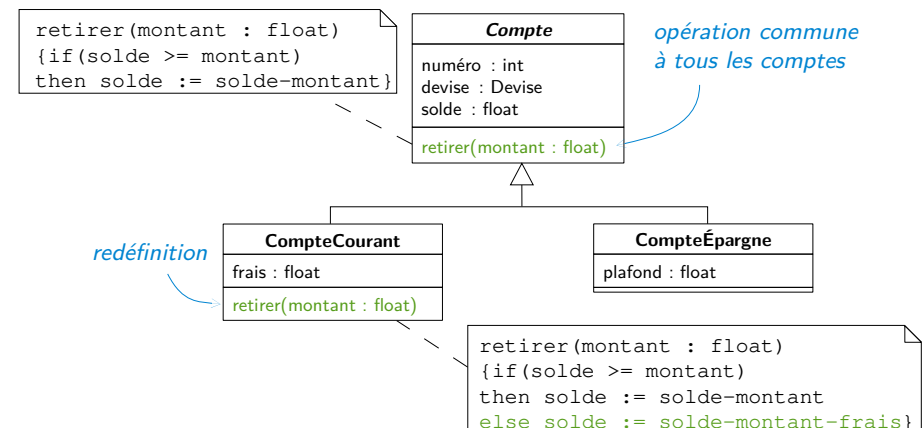 retirer(montant : float)
{if(solde >= montant)
then solde := solde-montant}
Compte
numéro : int
devise : Devise
solde : float
retirer(montant : float)
opération commune
à tous les comptes
redéfinition
CompteCourant
frais : float
retirer(montant : float)
CompteÉpargne
plafond : float
retirer(montant : float)
{if(solde >= montant)
then solde := solde-montant
else solde := solde-montant-frais}